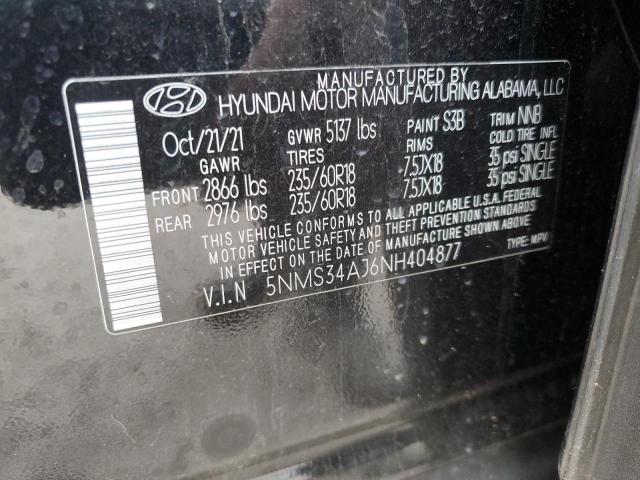 MANUFACTURED BY
HYUNDAI MOTOR MANUFACTURING ALABAMA, LLC
Oct/21/21 GVWR 5137 lbs PAINT S3B TRIM NNB
GAWR TIRES RIMS COLD TIRE INFL
FRONT 2866 lbs 235/60R18 7.5JX18 35 psi SINGLE
REAR 2976 lbs 235/60R18 7.5JX18 35 psi SINGLE
THIS VEHICLE CONFORMS TO ALL APPLICABLE U.S.A. FEDERAL
MOTOR VEHICLE SAFETY AND THEFT PREVENTION STANDARDS
IN EFFECT ON THE DATE OF MANUFACTURE SHOWN ABOVE.
V.I.N 5NMS34AJ6NH404877 TYPE: MPV